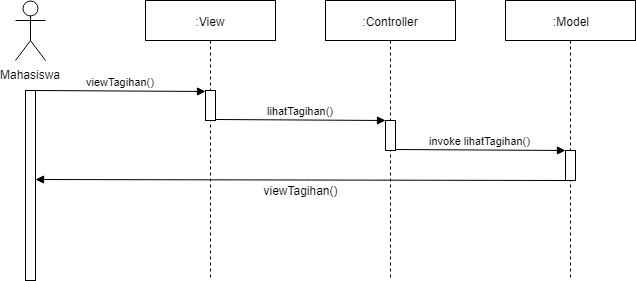 :View
:Controller
:Model
Mahasiswa
viewTagihan()
lihatTagihan()
invoke lihatTagihan()
viewTagihan()